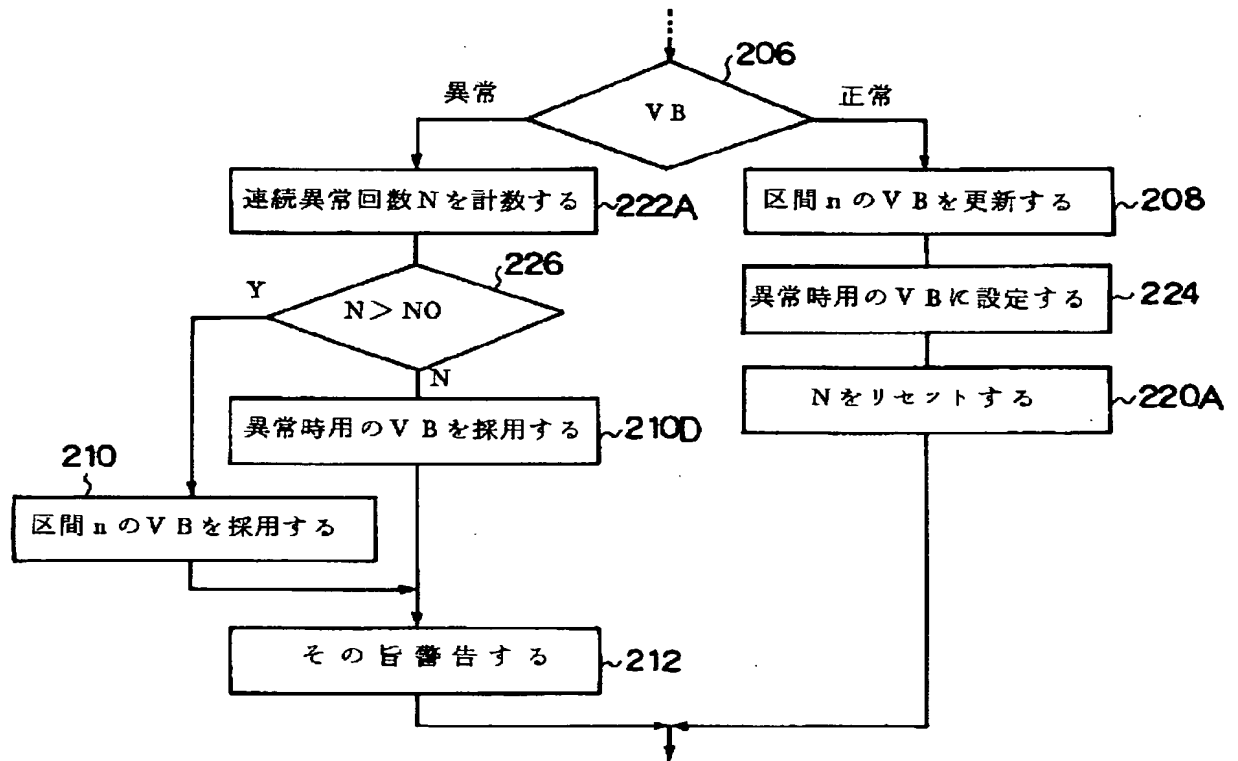 206
VB
異常
正常
連続異常回数Nを計数する
222A
区間nのVBを更新する
208
226
Y
N>NO
異常時用のVBに設定する
224
N
NをリセットするP
220A
異常時用のVBを採用する
210D
210
区間nのVBを採用する
その旨警告する
212